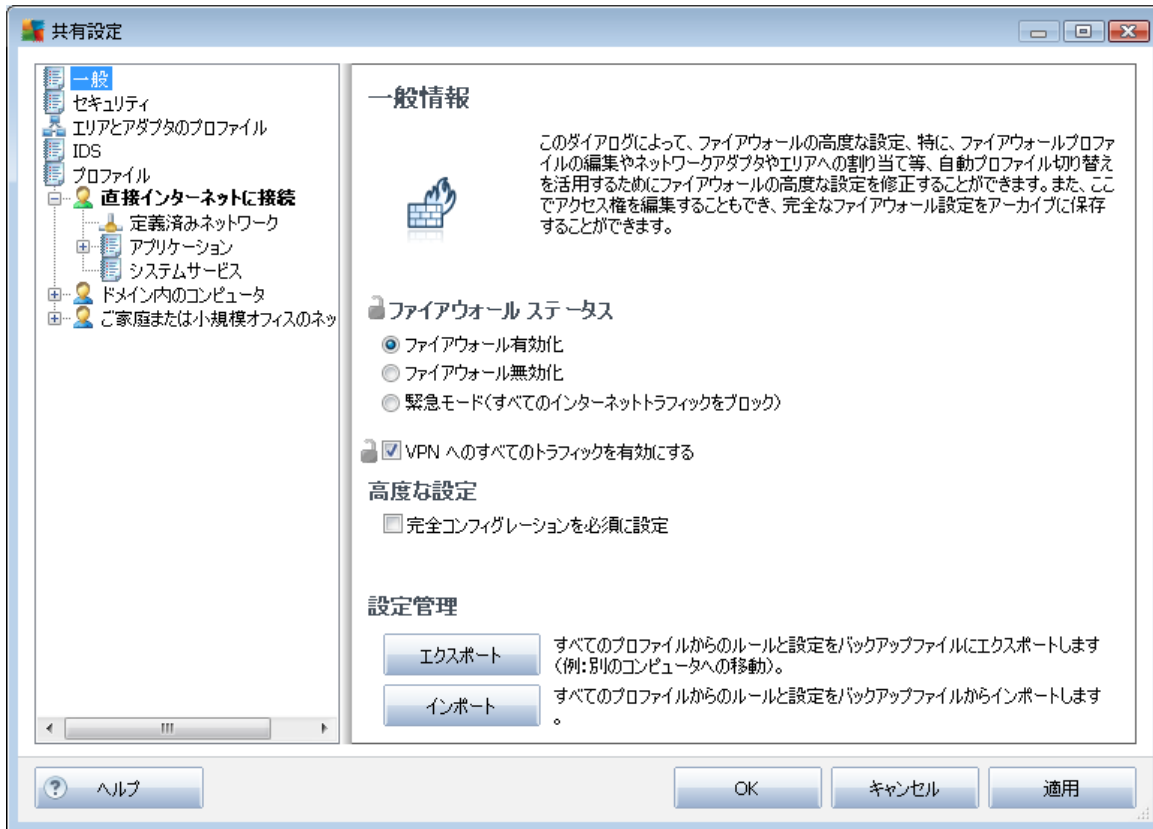 共有設定
一般
セキュリティ
エリアとアダプタのプロファイル
IDS
プロファイル
直接インターネットに接続
定義済みネットワーク
アプリケーション
システムサービス
ドメイン内のコンピュータ
ご家庭または小規模オフィスのネッ
一般情報
このダイアログによって、ファイアウォールの高度な設定、特に、ファイアウォールプロファ
イルの編集やネットワークアダプタやエリアへの割り当て等、自動プロファイル切り替え
を活用するためにファイアウォールの高度な設定を修正することができます。また、ここ
でアクセス権を編集することもでき、完全なファイアウォール設定をアーカイブに保存
することができます。
ファイアウォール ステータス
ファイアウォール有効化
ファイアウォール無効化
緊急モード(すべてのインターネットトラフィックをブロック)
VPN へのすべてのトラフィックを有効にする
高度な設定
完全コンフィグレーションを必須に設定
設定管理
エクスポート
すべてのプロファイルからのルールと設定をバックアップファイルにエクスポートします
(例:別のコンピュータへの移動)。
インポート
すべてのプロファイルからのルールと設定をバックアップファイルからインポートします
。
ヘルプ
OK
キャンセル
適用